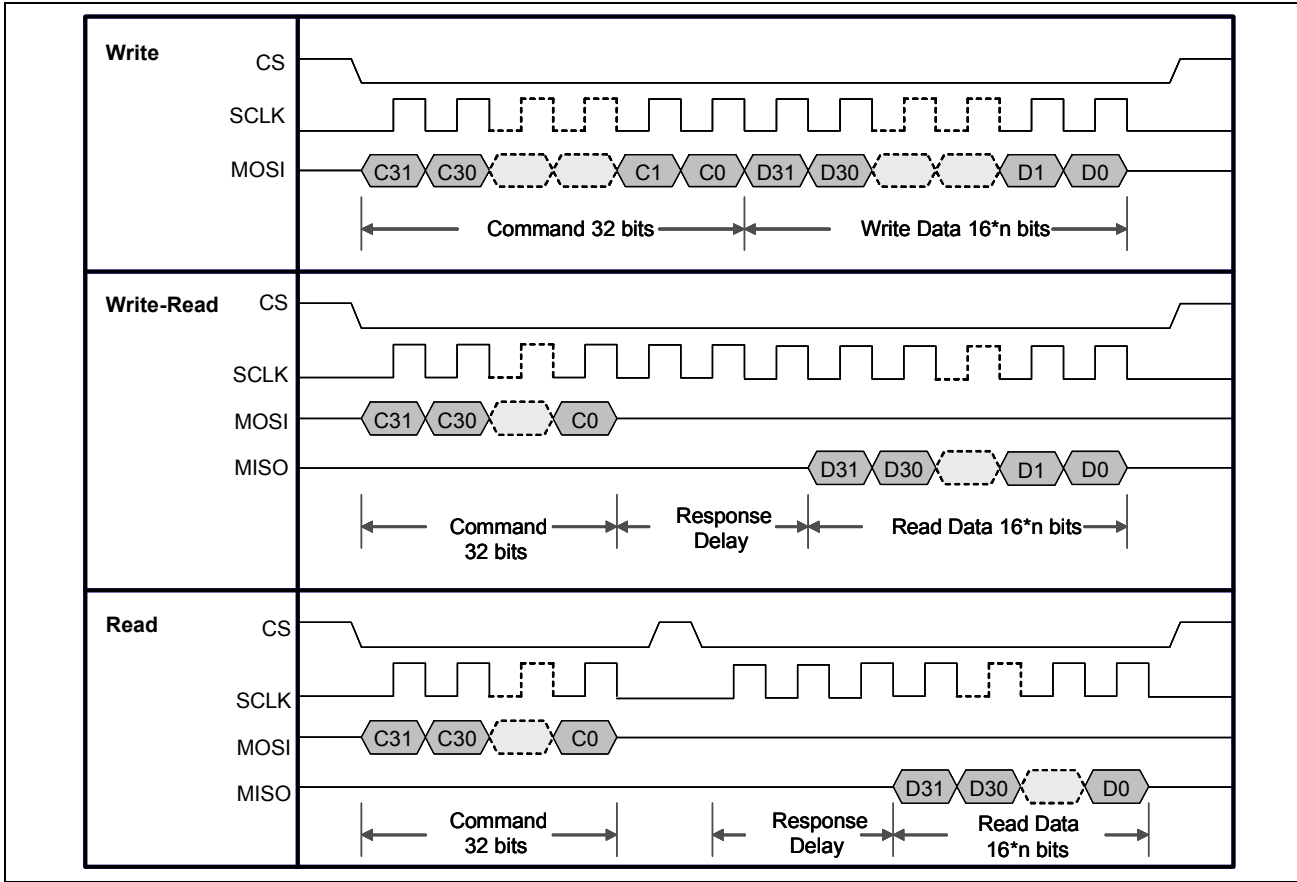 Write
CS
SCLK
MOSI
C31 C30 C1 C0 D31 D30 D1 D0
Command 32 bits Write Data 16*n bits
Write-Read
CS
SCLK
MOSI
C31 C30 C0
MISO
D31 D30 D1 D0
Command
32 bits
Response
Delay
Read Data 16*n bits
Read
CS
SCLK
MOSI
C31 C30 C0
MISO
D31 D30 D0
Command
32 bits
Response
Delay
Read Data
16*n bits